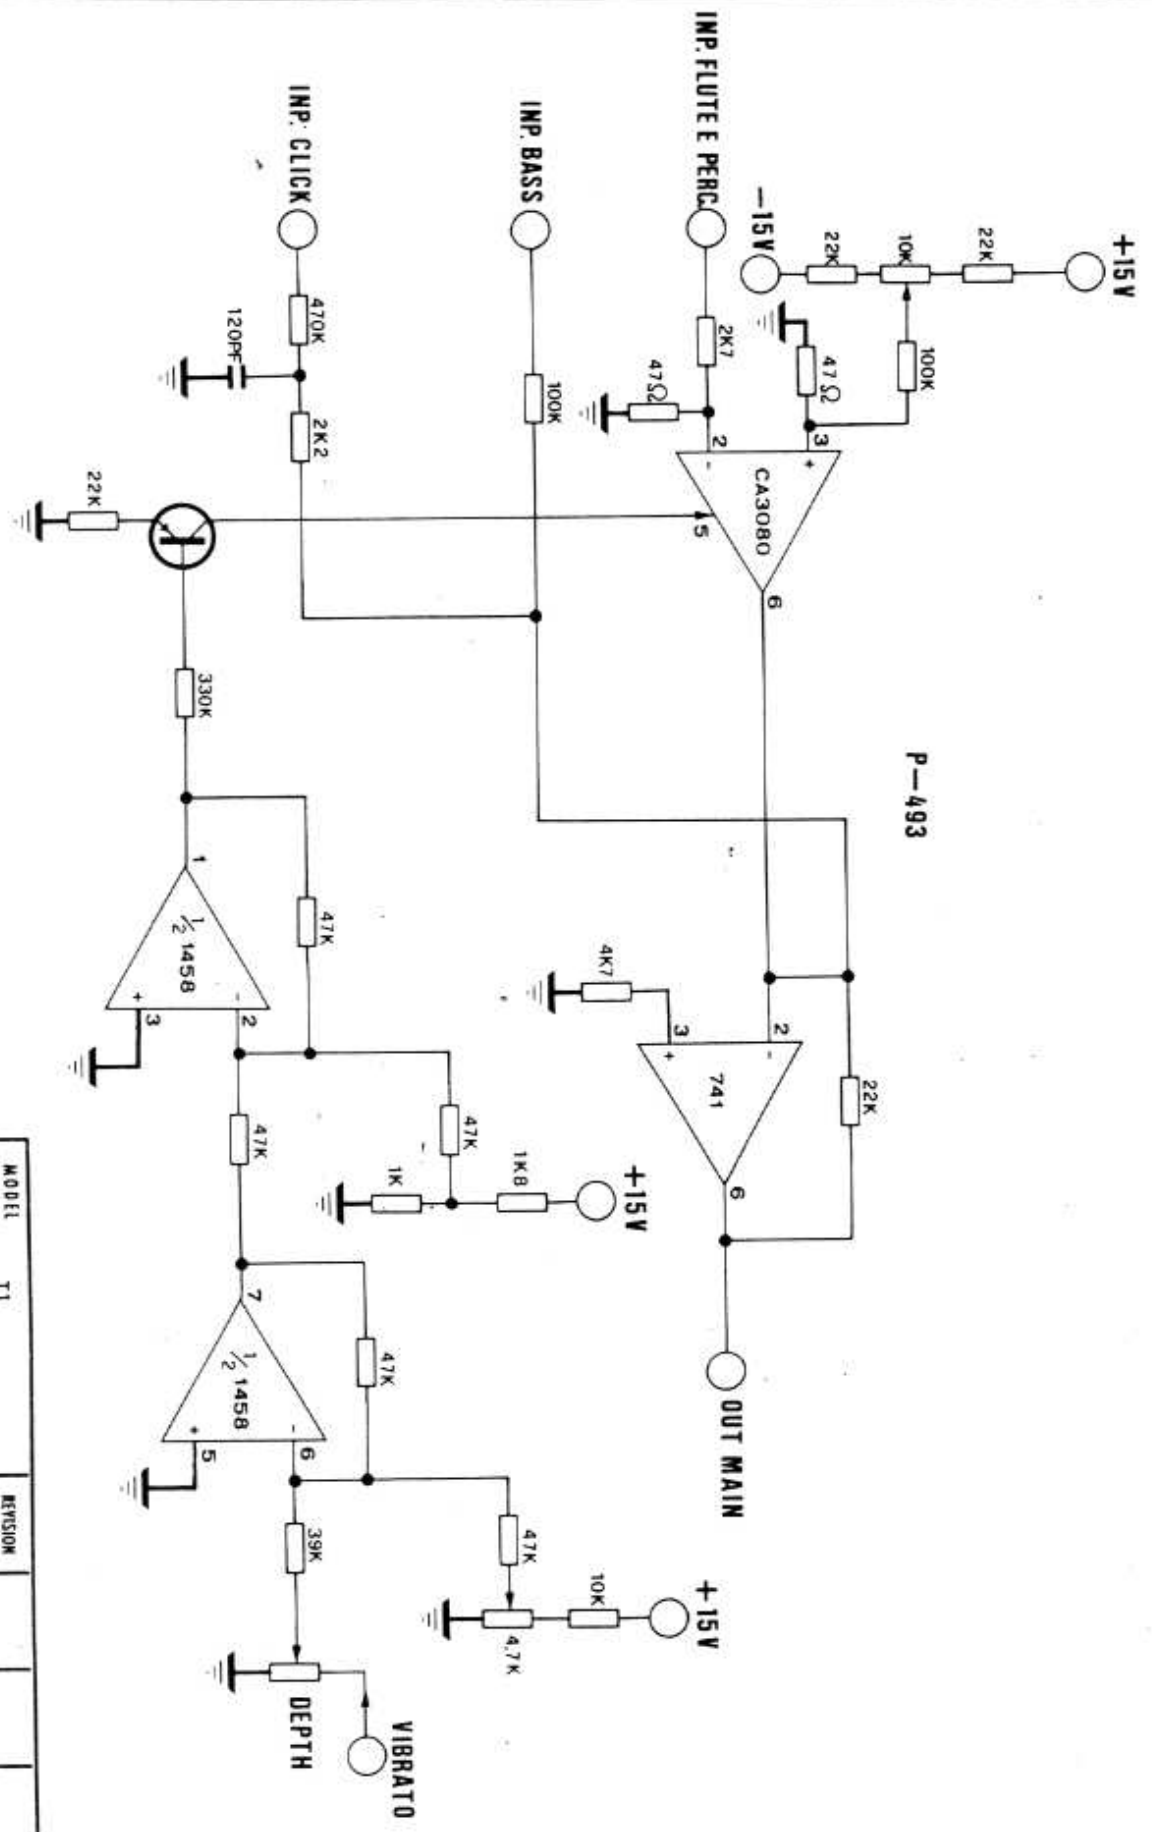 +15V
22K
10K
22K
-15V
100K
47Ω
INP. FLUTE E PERC.
2K7
47Ω
3
+
2
-
CA3080
5
6
INP. BASS
100K
INP. CLICK
470K
120PF
2K2
22K
330K
P-493
4K7
3
+
2
-
741
6
22K
OUT MAIN
1
1/2 1458
+
3
-
2
47K
47K
47K
1K
1K8
+15V
7
1/2 1458
+
5
-
6
47K
39K
47K
10K
+15V
4,7K
DEPTH
VIBRATO
MODEL T1
REVISION